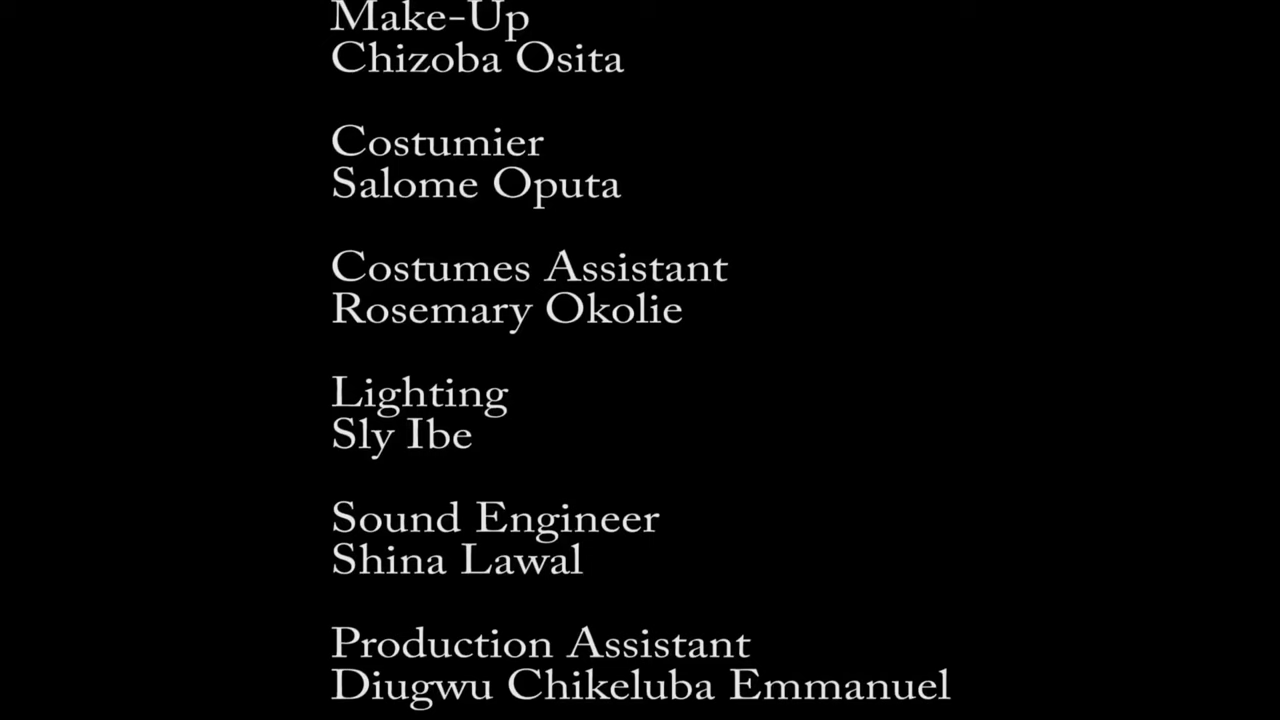 Make-Up
Chizoba Osita
Costumier
Salome Oputa
Costumes Assistant
Rosemary Okolie
Lighting
Sly Ibe
Sound Engineer
Shina Lawal
Production Assistant
Diugwu Chikeluba Emmanuel